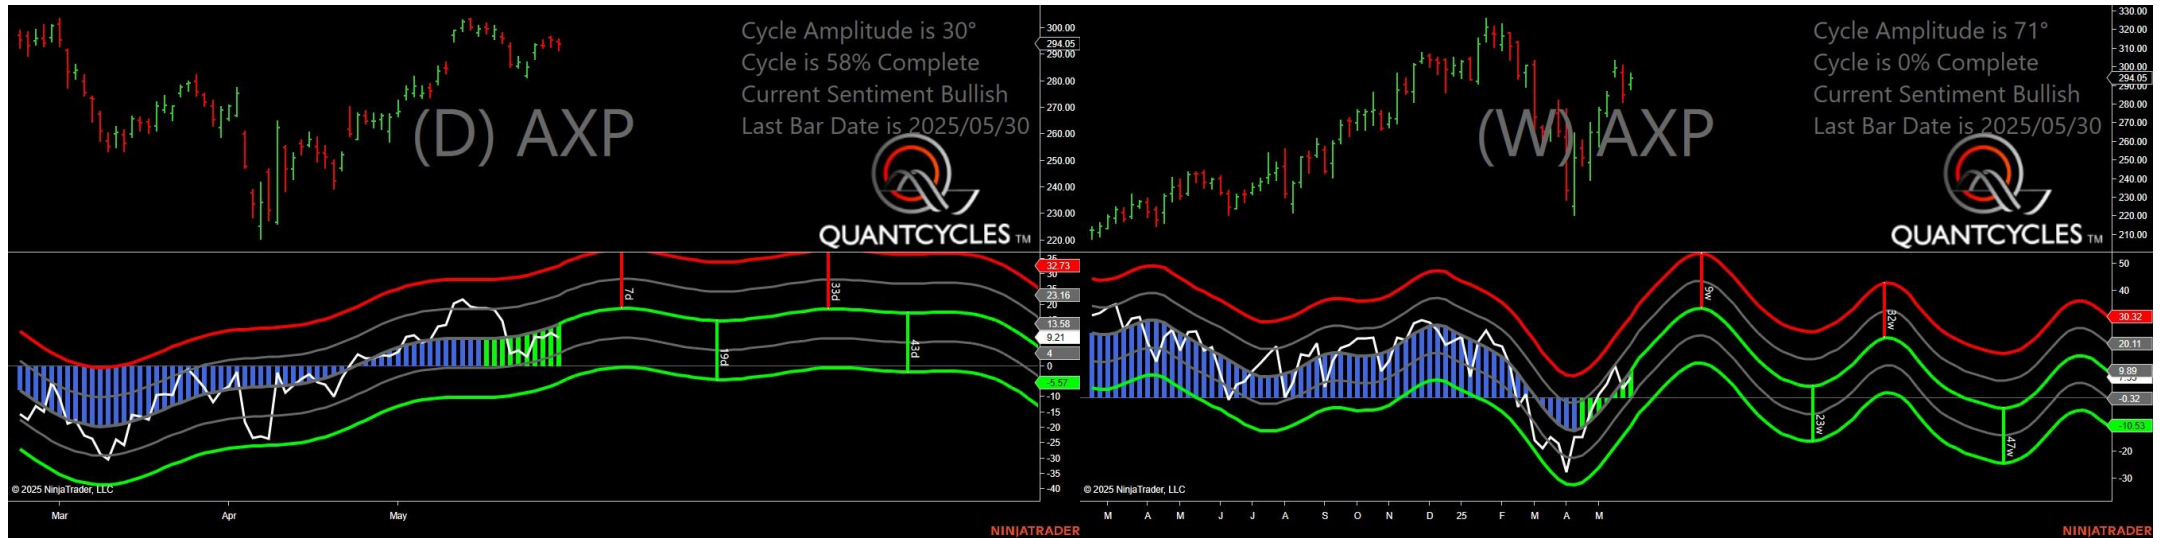 Cycle Amplitude is 30°
Cycle is 58% Complete
Current Sentiment Bullish
Last Bar Date is 2025/05/30
(D) AXP
QUANTCYCLES TM
300.00
294.05
290.00
280.00
270.00
260.00
250.00
240.00
230.00
220.00
7d
19d
33d
43d
35
32.73
30
23.16
20
13.58
9.21
4
0
-5.57
-10
-15
-20
-25
-30
-35
-40
© 2025 NinjaTrader, LLC
Mar Apr May
NINJATRADER
Cycle Amplitude is 71°
Cycle is 0% Complete
Current Sentiment Bullish
Last Bar Date is 2025/05/30
(W) AXP
QUANTCYCLES TM
330.00
320.00
310.00
300.00
294.05
290.00
280.00
270.00
260.00
250.00
240.00
230.00
220.00
210.00
9w
23w
32w
47w
50
40
30.32
20.11
9.89
-0.32
-10.53
-20
-30
© 2025 NinjaTrader, LLC
M A M J J A S O N D 25 F M A M
NINJATRADER